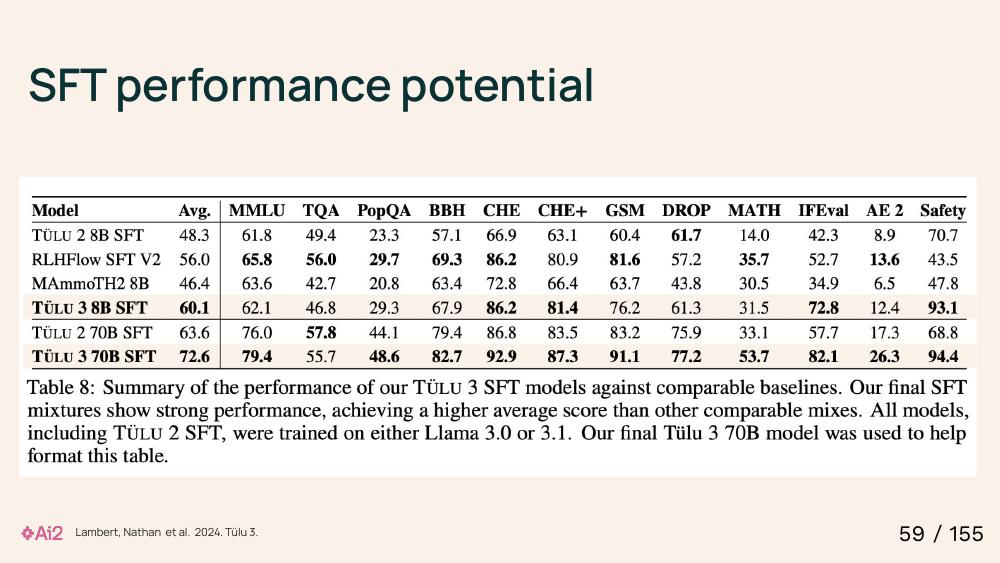 SFT performance potential
Model Avg. MMLU TQA PopQA BBH CHE CHE+ GSM DROP MATH IFEval AE 2 Safety
TÜLU 2 8B SFT 48.3 61.8 49.4 23.3 57.1 66.9 63.1 60.4 61.7 14.0 42.3 8.9 70.7
RLHFlow SFT V2 56.0 65.8 56.0 29.7 69.3 86.2 80.9 81.6 57.2 35.7 52.7 13.6 43.5
MAmmoTH2 8B 46.4 63.6 42.7 20.8 63.4 72.8 66.4 63.7 43.8 30.5 34.9 6.5 47.8
TÜLU 3 8B SFT 60.1 62.1 46.8 29.3 67.9 86.2 81.4 76.2 61.3 31.5 72.8 12.4 93.1
TÜLU 2 70B SFT 63.6 76.0 57.8 44.1 79.4 86.8 83.5 83.2 75.9 33.1 57.7 17.3 68.8
TÜLU 3 70B SFT 72.6 79.4 55.7 48.6 82.7 92.9 87.3 91.1 77.2 53.7 82.1 26.3 94.4
Table 8: Summary of the performance of our TÜLU 3 SFT models against comparable baselines. Our final SFT
mixtures show strong performance, achieving a higher average score than other comparable mixes. All models,
including TÜLU 2 SFT, were trained on either Llama 3.0 or 3.1. Our final Tülu 3 70B model was used to help
format this table.
Ai2 Lambert, Nathan et al. 2024. Tülu 3. 59 / 155